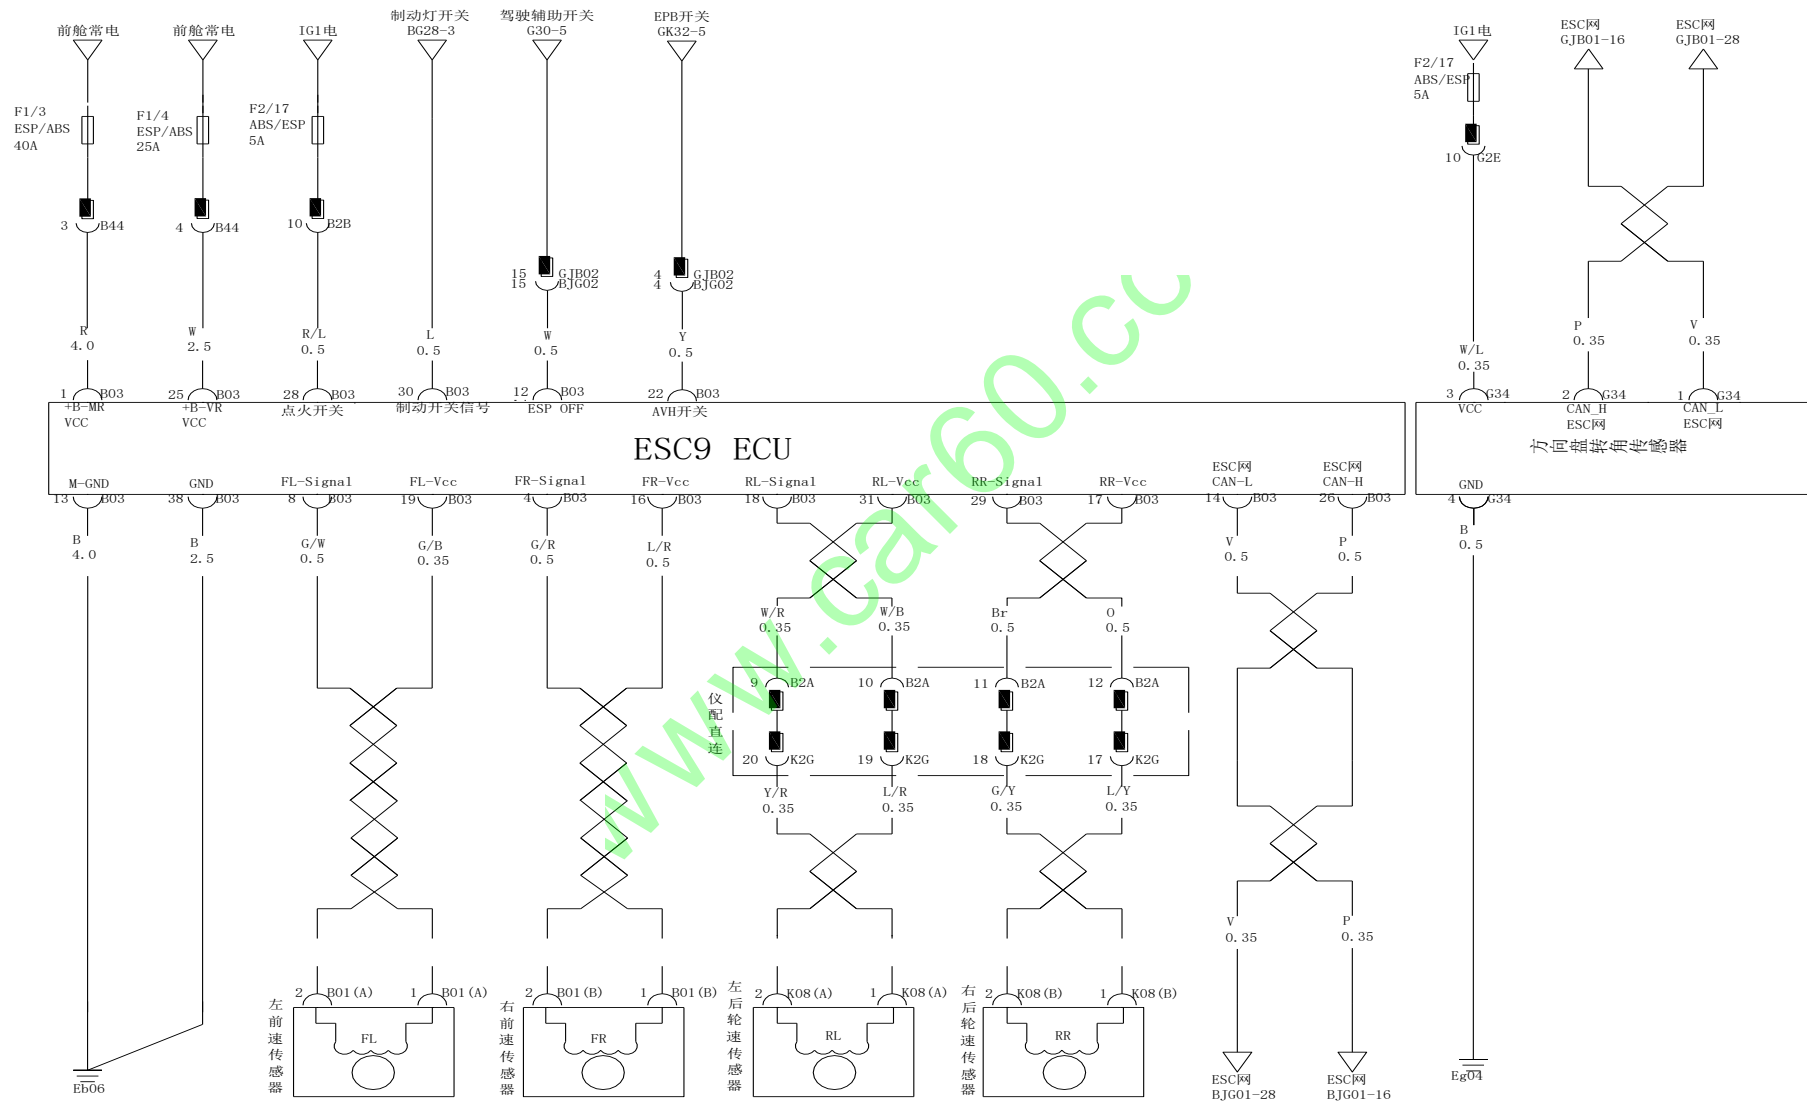 前舱常电
前舱常电
IG1电
制动灯开关
BG28-3
驾驶辅助开关
G30-5
EPB开关
GK32-5
IG1电
ESC网
GJB01-16
ESC网
GJB01-28
F1/3
ESP/ABS
40A
F1/4
ESP/ABS
25A
F2/17
ABS/ESP
5A
F2/17
ABS/ESP
5A
10 G2E
3 B44
4 B44
10 B2B
15 GJB02
15 BJG02
4 GJB02
4 BJG02
R
4.0
W
2.5
R/L
0.5
L
0.5
W
0.5
Y
0.5
W/L
0.35
P
0.35
V
0.35
1 B03
25 B03
28 B03
30 B03
12 B03
22 B03
3 G34
2 G34
1 G34
+B-MR
VCC
+B-VR
VCC
点火开关
制动开关信号
ESP OFF
AVH开关
VCC
CAN_H
ESC网
CAN_L
ESC网
ESC9 ECU
方向盘转角传感器
M-GND
GND
FL-Signal
FL-Vcc
FR-Signal
FR-Vcc
RL-Signal
RL-Vcc
RR-Signal
RR-Vcc
ESC网
CAN-L
ESC网
CAN-H
GND
13 B03
38 B03
8 B03
19 B03
4 B03
16 B03
18 B03
31 B03
29 B03
17 B03
14 B03
26 B03
4 G34
B
4.0
B
2.5
G/W
0.5
G/B
0.35
G/R
0.5
L/R
0.5
V
0.5
P
0.5
B
0.5
W/R
0.35
W/B
0.35
Br
0.5
O
0.5
仪配直连
9 B2A
10 B2A
11 B2A
12 B2A
20 K2G
19 K2G
18 K2G
17 K2G
Y/R
0.35
L/R
0.35
G/Y
0.35
L/Y
0.35
V
0.35
P
0.35
2 B01(A)
1 B01(A)
2 B01(B)
1 B01(B)
2 K08(A)
1 K08(A)
2 K08(B)
1 K08(B)
左前速传感器
FL
右前速传感器
FR
左后轮速传感器
RL
右后轮速传感器
RR
Eb06
ESC网
BJG01-28
ESC网
BJG01-16
Eg04
www.car60.co